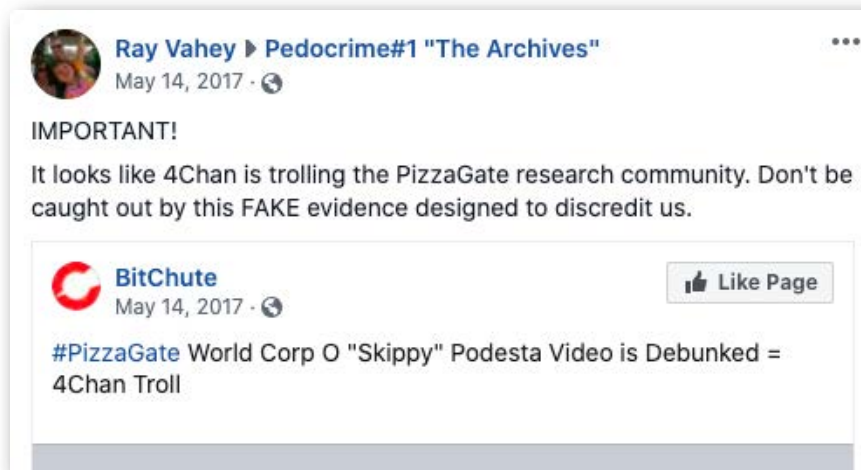 Ray Vahey ▶ Pedocrime#1 "The Archives"
May 14, 2017 ·
IMPORTANT!
It looks like 4Chan is trolling the PizzaGate research community. Don't be
caught out by this FAKE evidence designed to discredit us.
BitChute
May 14, 2017 ·
Like Page
#PizzaGate World Corp O "Skippy" Podesta Video is Debunked =
4Chan Troll